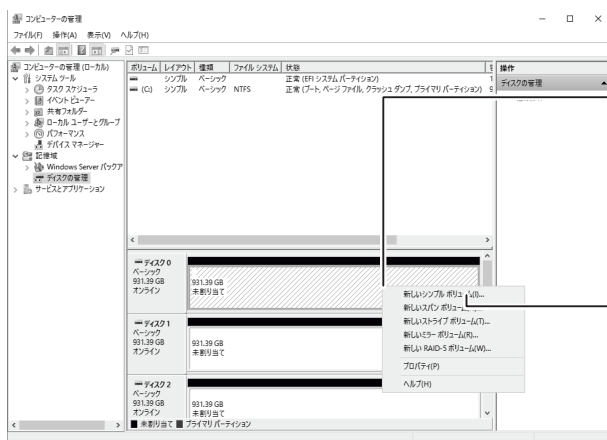 コンピューターの管理
ファイル(F) 操作(A) 表示(V) ヘルプ(H)
コンピューターの管理 (ローカル)
システム ツール
タスク スケジューラ
イベント ビューアー
共有フォルダー
ローカル ユーザーとグループ
パフォーマンス
デバイス マネージャー
記憶域
Windows Server バックア
ディスクの管理
サービスとアプリケーション
ボリューム レイアウト 種類 ファイル システム 状態
シンプル ベーシック 正常 (EFI システム パーティション) 1
(C:) シンプル ベーシック NTFS 正常 (ブート, ページ ファイル, クラッシュ ダンプ, プライマリ パーティション) 9
操作
ディスクの管理
ディスク 0
ベーシック
931.39 GB
オンライン
931.39 GB
未割り当て
ディスク 1
ベーシック
931.39 GB
オンライン
931.39 GB
未割り当て
ディスク 2
ベーシック
931.39 GB
オンライン
931.39 GB
未割り当て
未割り当て プライマリ パーティション
新しいシンプル ボリューム(I)...
新しいスパン ボリューム
新しいストライプ ボリューム(T)...
新しいミラー ボリューム(R)...
新しい RAID-5 ボリューム(W)...
プロパティ(P)
ヘルプ(H)